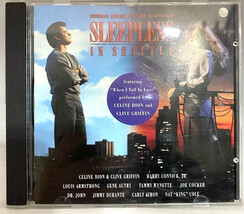 ORIGINAL MOTION PICTURE SOUNDTRACK
SLEEPLESS
IN SEATTLE
featuring
"When I Fall In Love"
performed by
CELINE DION and
CLIVE GRIFFIN
CELINE DION & CLIVE GRIFFIN HARRY CONNICK, JR.
LOUIS ARMSTRONG GENE AUTRY TAMMY WYNETTE JOE COCKER
DR. JOHN JIMMY DURANTE CARLY SIMON NAT "KING" COLE